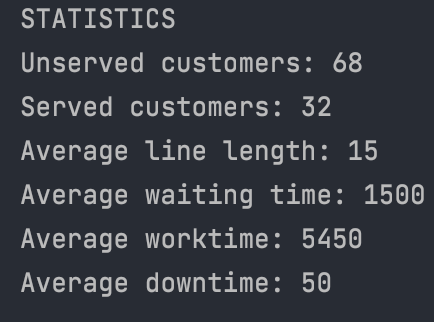 STATISTICS
Unserved customers: 68
Served customers: 32
Average line length: 15
Average waiting time: 1500
Average worktime: 5450
Average downtime: 50